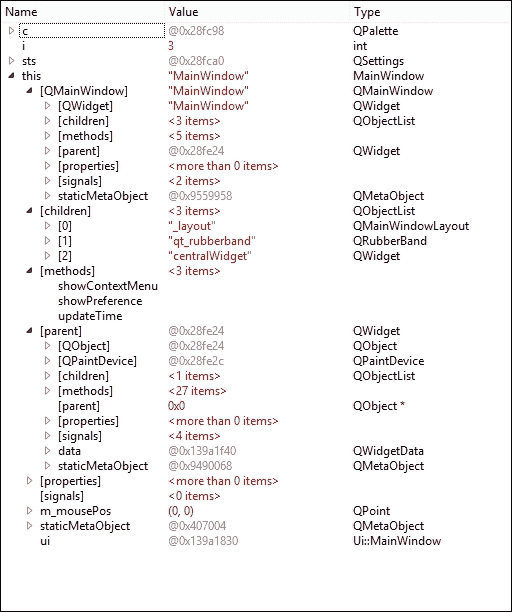 Name Value Type
c @0x28fc98 QPalette
i 3 int
sts @0x28fca0 QSettings
this "MainWindow" MainWindow
[QMainWindow] "MainWindow" QMainWindow
[QWidget] "MainWindow" QWidget
[children] <3 items> QObjectList
[methods] <5 items>
[parent] @0x28fe24 QWidget
[properties] <more than 0 items>
[signals] <2 items>
staticMetaObject @0x9559958 QMetaObject
[children] <3 items> QObjectList
[0] "_layout" QMainWindowLayout
[1] "qt_rubberband" QRubberBand
[2] "centralWidget" QWidget
[methods] <3 items>
showContextMenu
showPreference
updateTime
[parent] @0x28fe24 QWidget
[QObject] @0x28fe24 QObject
[QPaintDevice] @0x28fe2c QPaintDevice
[children] <1 items> QObjectList
[methods] <27 items>
[parent] 0x0 QObject *
[properties] <more than 0 items>
[signals] <4 items>
data @0x139a1f40 QWidgetData
staticMetaObject @0x9490068 QMetaObject
[properties] <more than 0 items>
[signals] <0 items>
m_mousePos (0, 0) QPoint
staticMetaObject @0x407004 QMetaObject
ui @0x139a1830 Ui::MainWindow